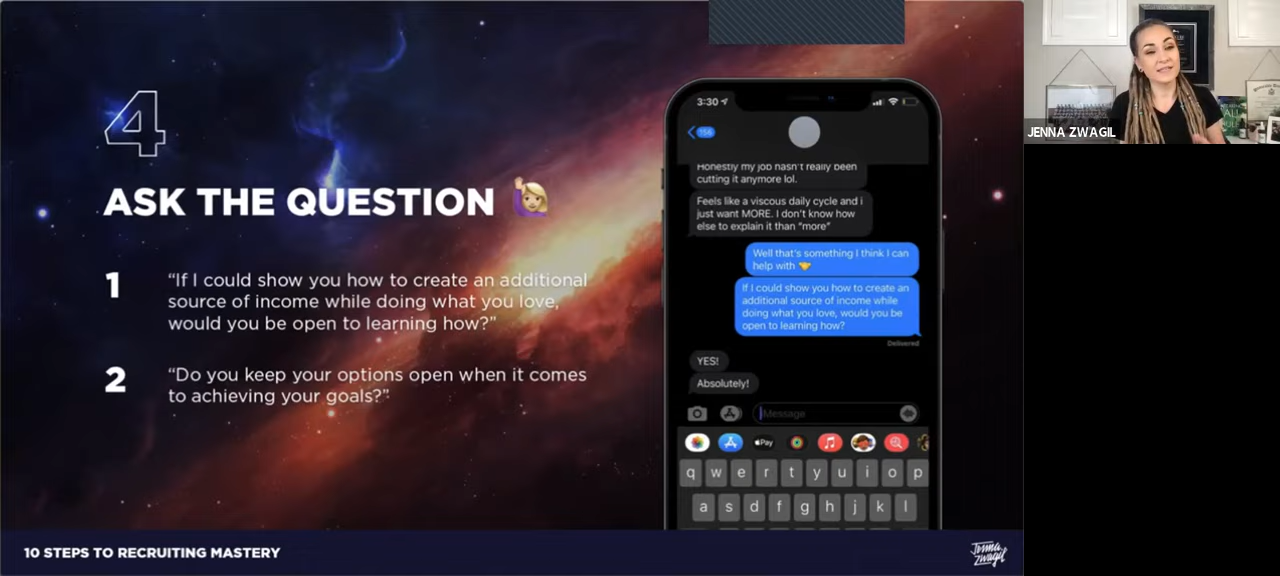 4
ASK THE QUESTION
1
“If I could show you how to create an additional
source of income while doing what you love,
would you be open to learning how?”
2
“Do you keep your options open when it comes
to achieving your goals?”
10 STEPS TO RECRUITING MASTERY
Jenna
Zwagil
3:30
156
Honestly my job hasn't really been
cutting it anymore lol.
Feels like a viscous daily cycle and i
just want MORE. I don't know how
else to explain it than “more”
Well that's something I think I can
help with
If I could show you how to create an
additional source of income while
doing what you love, would you be
open to learning how?
Delivered
YES!
Absolutely!
Message
Pay
q w e r t y u i o p
a s d f g h j k l
JENNA ZWAGIL